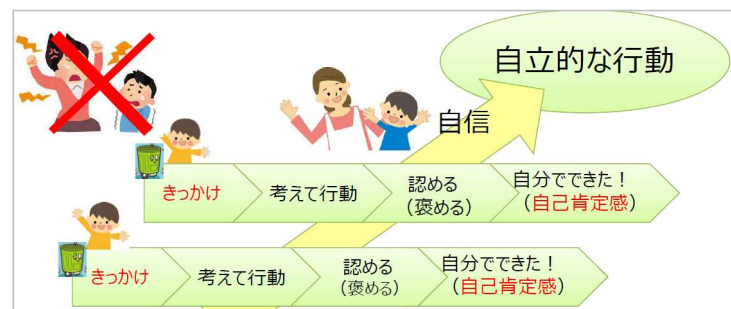 自立的な行動
自信
きっかけ
考えて行動
認める
（褒める）
自分でできた！
（自己肯定感）
きっかけ
考えて行動
認める
（褒める）
自分でできた！
（自己肯定感）